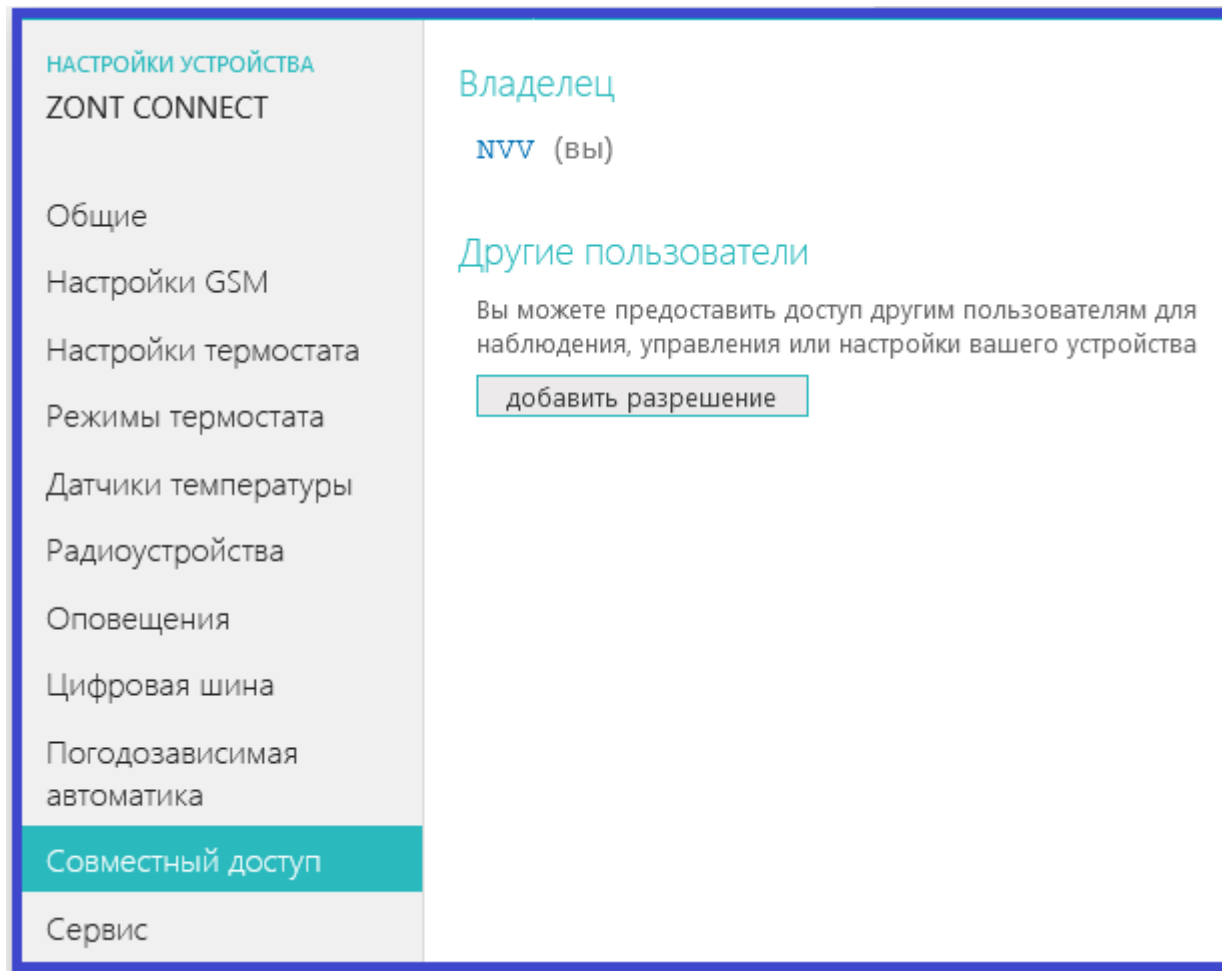 НАСТРОЙКИ УСТРОЙСТВА
ZONT CONNECT
Общие
Настройки GSM
Настройки термостата
Режимы термостата
Датчики температуры
Радиоустройства
Оповещения
Цифровая шина
Погодозависимая
автоматика
Совместный доступ
Сервис
Владелец
NVV (вы)
Другие пользователи
Вы можете предоставить доступ другим пользователям для
наблюдения, управления или настройки вашего устройства
добавить разрешение